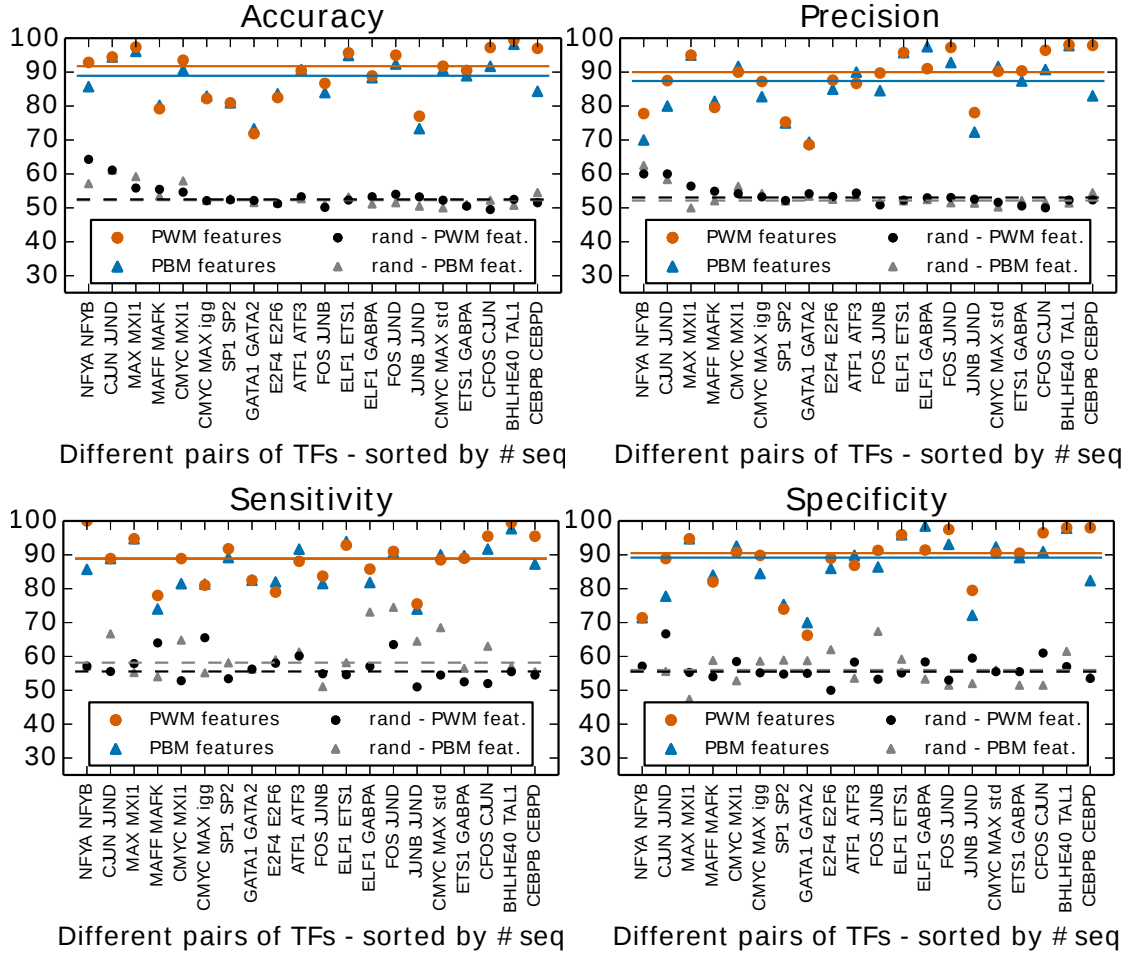 Accuracy
100
90
80
70
60
50
40
30
PWM features
rand - PWM feat.
PBM features
rand - PBM feat.
NFYA NFYB
CJUN JUND
MAX MXI1
MAFF MAFK
CMYC MXI1
CMYC MAX igg
SP1 SP2
GATA1 GATA2
E2F4 E2F6
ATF1 ATF3
FOS JUNB
ELF1 ETS1
ELF1 GABPA
FOS JUND
JUNB JUND
CMYC MAX std
ETS1 GABPA
CFOS CJUN
BHLHE40 TAL1
CEBPB CEBPD
Different pairs of TFs - sorted by # seq
Precision
100
90
80
70
60
50
40
30
PWM features
rand - PWM feat.
PBM features
rand - PBM feat.
NFYA NFYB
CJUN JUND
MAX MXI1
MAFF MAFK
CMYC MXI1
CMYC MAX igg
SP1 SP2
GATA1 GATA2
E2F4 E2F6
ATF1 ATF3
FOS JUNB
ELF1 ETS1
ELF1 GABPA
FOS JUND
JUNB JUND
CMYC MAX std
ETS1 GABPA
CFOS CJUN
BHLHE40 TAL1
CEBPB CEBPD
Different pairs of TFs - sorted by # seq
Sensitivity
100
90
80
70
60
50
40
30
PWM features
rand - PWM feat.
PBM features
rand - PBM feat.
NFYA NFYB
CJUN JUND
MAX MXI1
MAFF MAFK
CMYC MXI1
CMYC MAX igg
SP1 SP2
GATA1 GATA2
E2F4 E2F6
ATF1 ATF3
FOS JUNB
ELF1 ETS1
ELF1 GABPA
FOS JUND
JUNB JUND
CMYC MAX std
ETS1 GABPA
CFOS CJUN
BHLHE40 TAL1
CEBPB CEBPD
Different pairs of TFs - sorted by # seq
Specificity
100
90
80
70
60
50
40
30
PWM features
rand - PWM feat.
PBM features
rand - PBM feat.
NFYA NFYB
CJUN JUND
MAX MXI1
MAFF MAFK
CMYC MXI1
CMYC MAX igg
SP1 SP2
GATA1 GATA2
E2F4 E2F6
ATF1 ATF3
FOS JUNB
ELF1 ETS1
ELF1 GABPA
FOS JUND
JUNB JUND
CMYC MAX std
ETS1 GABPA
CFOS CJUN
BHLHE40 TAL1
CEBPB CEBPD
Different pairs of TFs - sorted by # seq